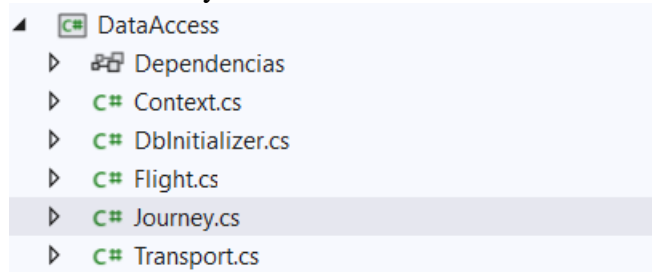 C# DataAccess
Dependencias
C# Context.cs
C# DbInitializer.cs
C# Flight.cs
C# Journey.cs
C# Transport.cs